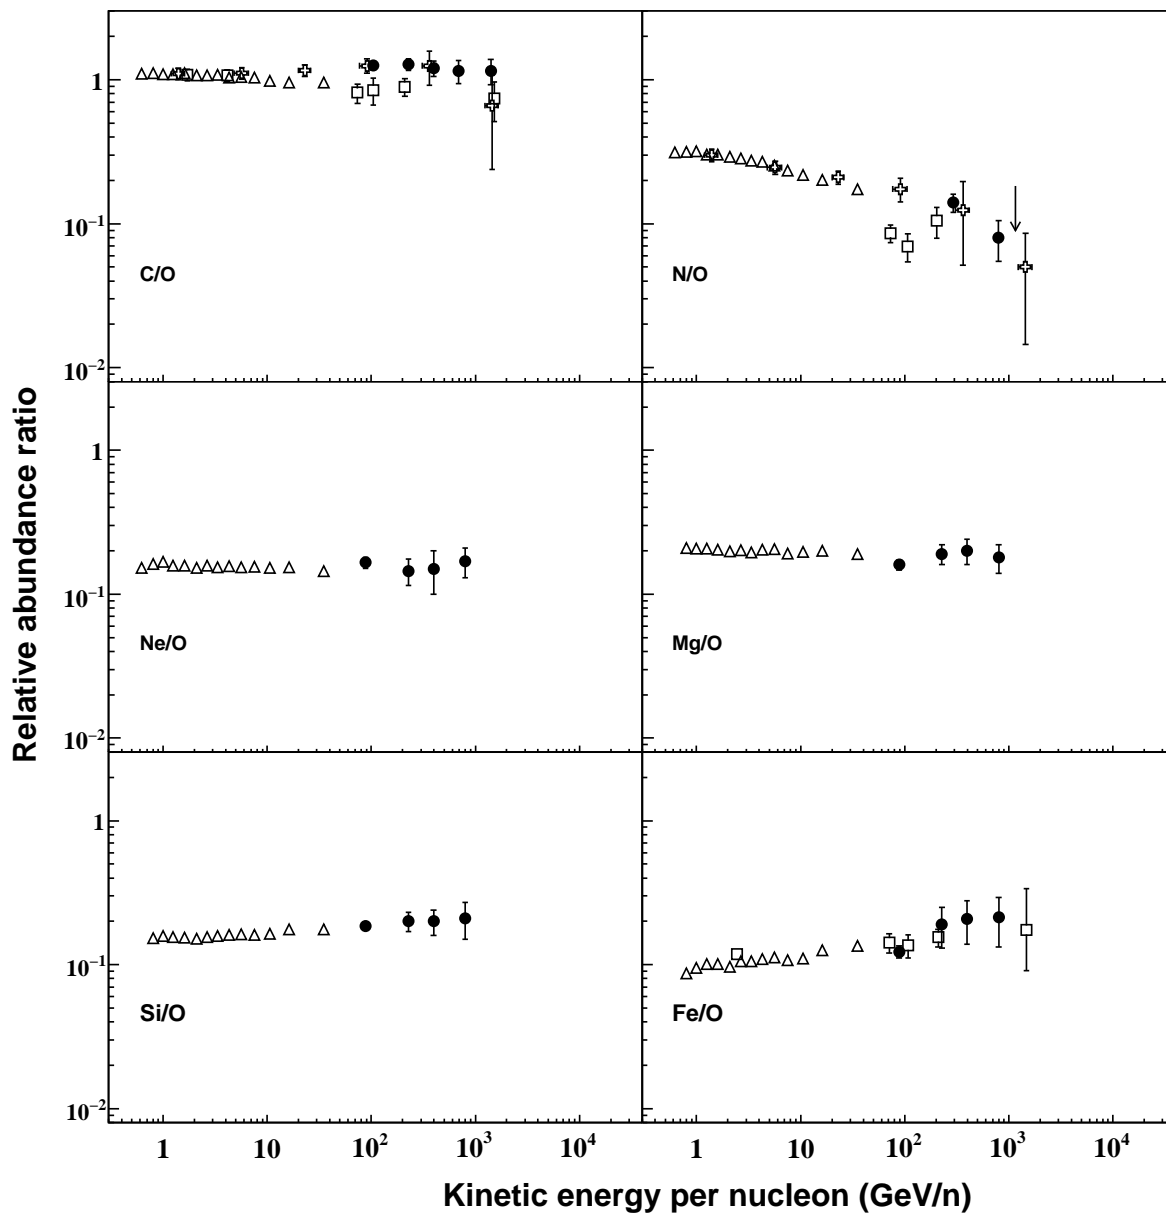 1
10⁻¹
10⁻²
C/O
N/O
1
10⁻¹
10⁻²
Ne/O
Mg/O
1
10⁻¹
10⁻²
Si/O
Fe/O
1 10 10² 10³ 10⁴ 1 10 10² 10³ 10⁴
Relative abundance ratio
Kinetic energy per nucleon (GeV/n)